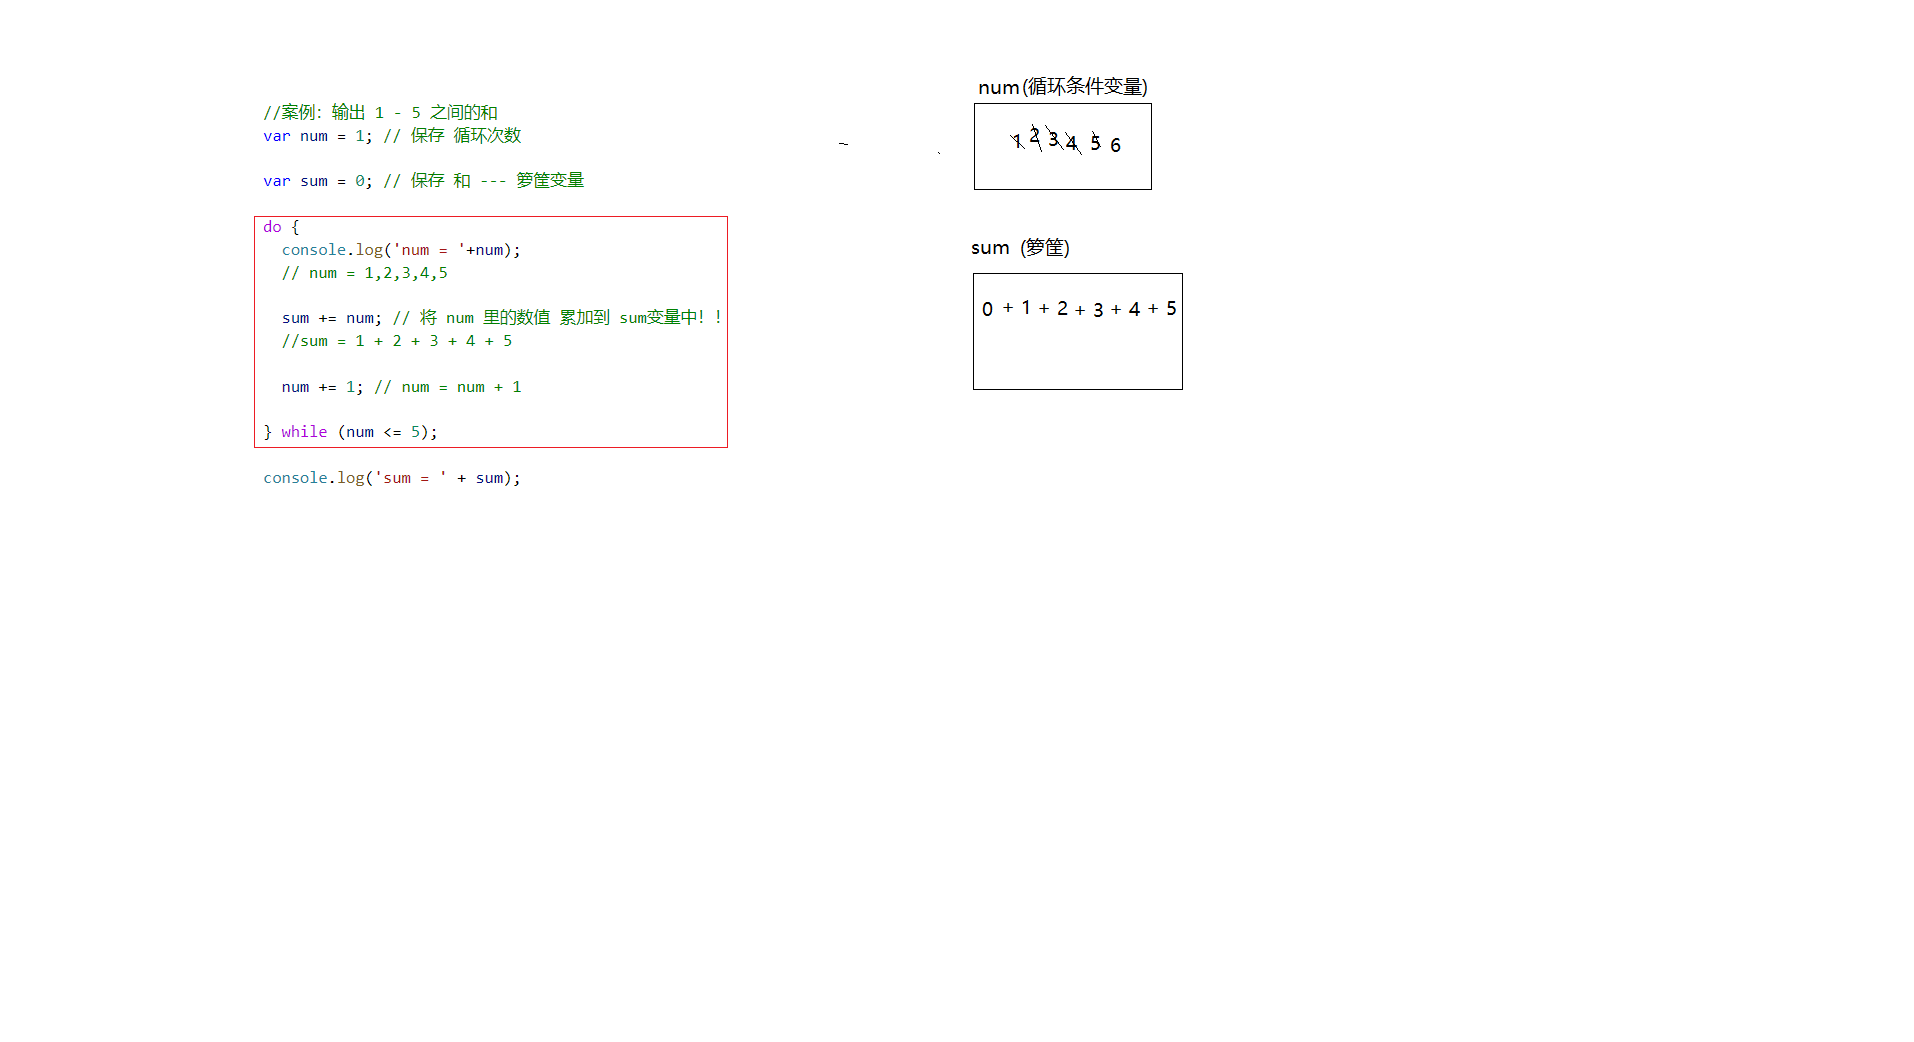 //案例：输出 1 - 5 之间的和
var num = 1; // 保存 循环次数
var sum = 0; // 保存 和 --- 箩筐变量
do {
console.log('num = '+num);
// num = 1,2,3,4,5
sum += num; // 将 num 里的数值 累加到 sum变量中！！
//sum = 1 + 2 + 3 + 4 + 5
num += 1; // num = num + 1
} while (num <= 5);
console.log('sum = ' + sum);
num(循环条件变量)
1 2 3 4 5 6
sum (箩筐)
0 + 1 + 2 + 3 + 4 + 5